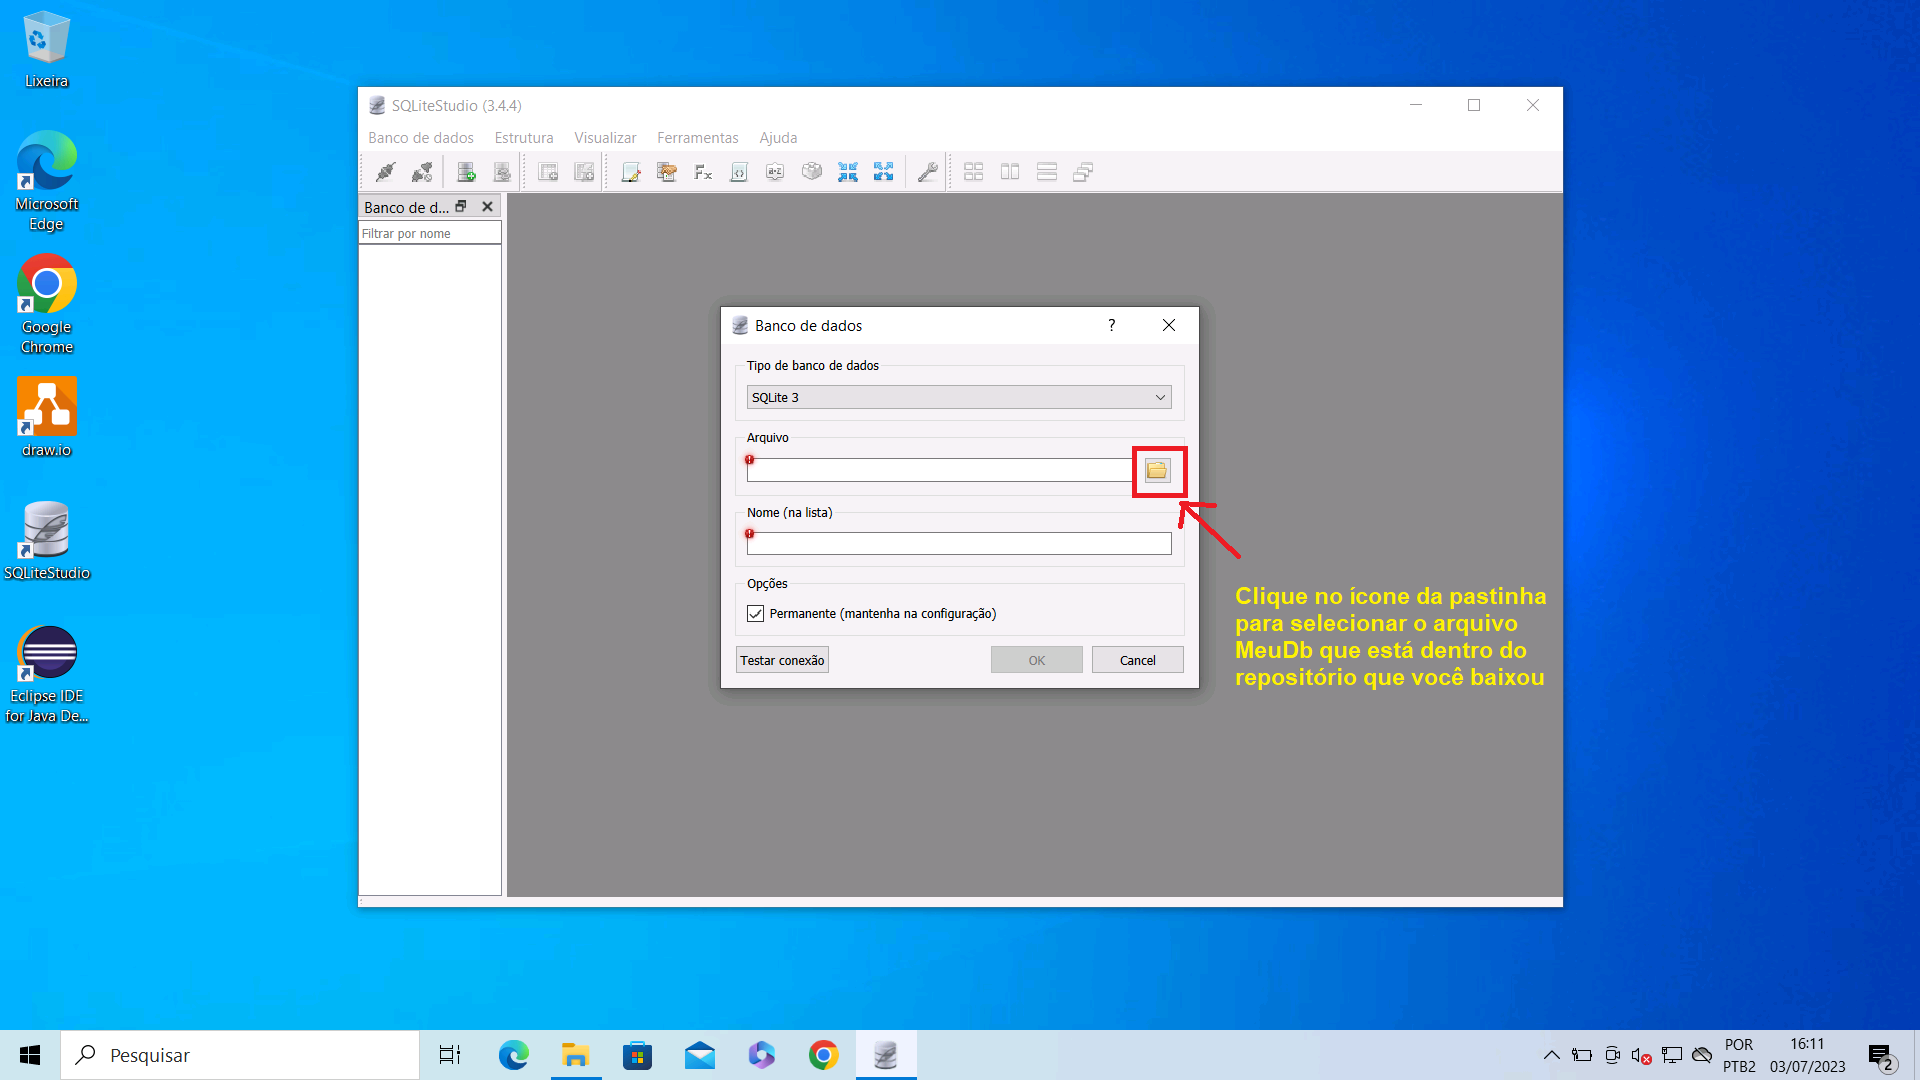 Lixeira
Microsoft
Edge
Google
Chrome
draw.io
SQLiteStudio
Eclipse IDE
for Java De...
SQLiteStudio (3.4.4)
Banco de dados Estrutura Visualizar Ferramentas Ajuda
Banco de d...
Filtrar por nome
Banco de dados
?
Tipo de banco de dados
SQLite 3
Arquivo
Nome (na lista)
Opções
Permanente (mantenha na configuração)
Testar conexão OK Cancel
Clique no ícone da pastinha
para selecionar o arquivo
MeuDb que está dentro do
repositório que você baixou
Pesquisar
POR
PTB2
16:11
03/07/2023
2